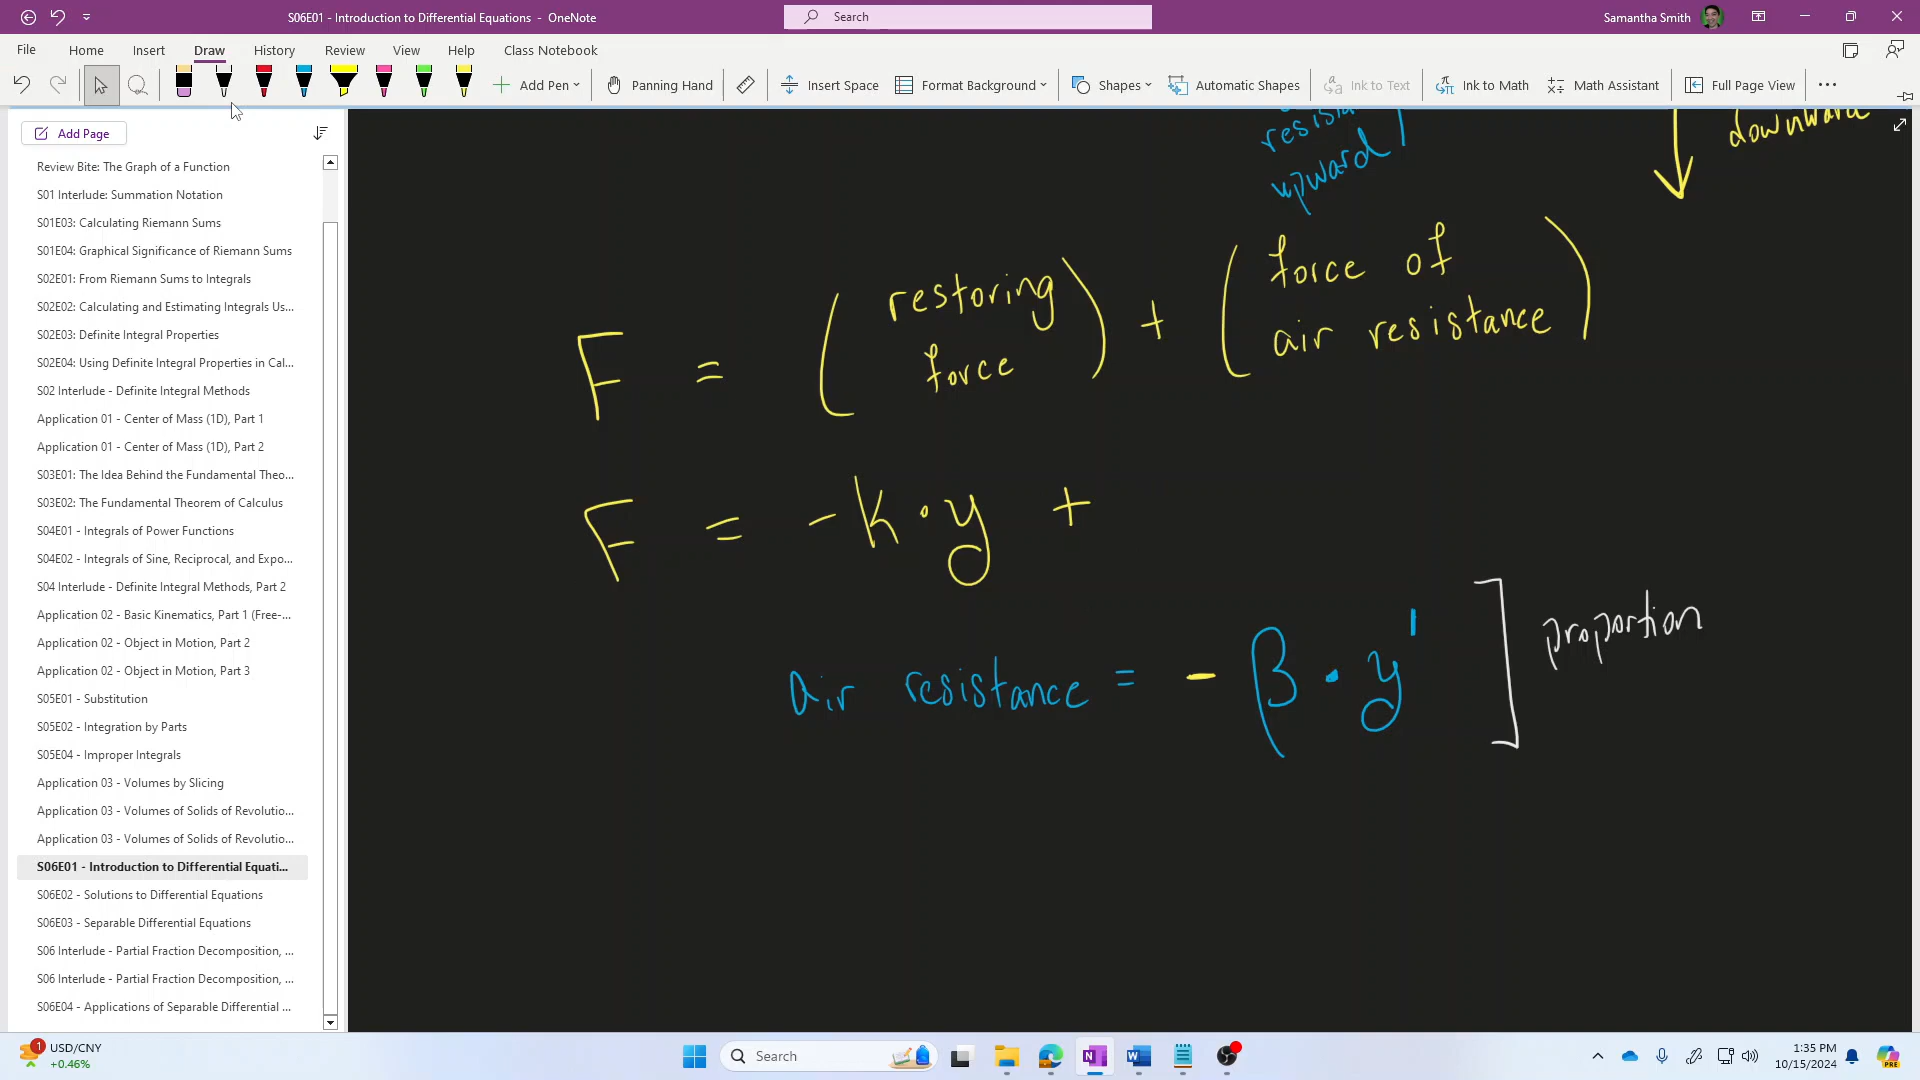 S06E01 - Introduction to Differential Equations - OneNote
Search
Samantha Smith
File
Home
Insert
Draw
History
Review
View
Help
Class Notebook
Add Pen
Panning Hand
Insert Space
Format Background
Shapes
Automatic Shapes
Ink to Text
Ink to Math
Math Assistant
Full Page View
Add Page
Review Bite: The Graph of a Function
S01 Interlude: Summation Notation
S01E03: Calculating Riemann Sums
S01E04: Graphical Significance of Riemann Sums
S02E01: From Riemann Sums to Integrals
S02E02: Calculating and Estimating Integrals Us...
S02E03: Definite Integral Properties
S02E04: Using Definite Integral Properties in Cal...
S02 Interlude - Definite Integral Methods
Application 01 - Center of Mass (1D), Part 1
Application 01 - Center of Mass (1D), Part 2
S03E01: The Idea Behind the Fundamental Theo...
S03E02: The Fundamental Theorem of Calculus
S04E01 - Integrals of Power Functions
S04E02 - Integrals of Sine, Reciprocal, and Expo...
S04 Interlude - Definite Integral Methods, Part 2
Application 02 - Basic Kinematics, Part 1 (Free-...
Application 02 - Object in Motion, Part 2
Application 02 - Object in Motion, Part 3
S05E01 - Substitution
S05E02 - Integration by Parts
S05E04 - Improper Integrals
Application 03 - Volumes by Slicing
Application 03 - Volumes of Solids of Revolutio...
Application 03 - Volumes of Solids of Revolutio...
S06E01 - Introduction to Differential Equati...
S06E02 - Solutions to Differential Equations
S06E03 - Separable Differential Equations
S06 Interlude - Partial Fraction Decomposition, ...
S06 Interlude - Partial Fraction Decomposition, ...
S06E04 - Applications of Separable Differential ...
upward
downward
F = ( restoring force ) + ( force of air resistance )
F = - k · y +
air resistance = - β · y' ] proportion
1
USD/CNY
+0.46%
Search
1:35 PM
10/15/2024
PRE